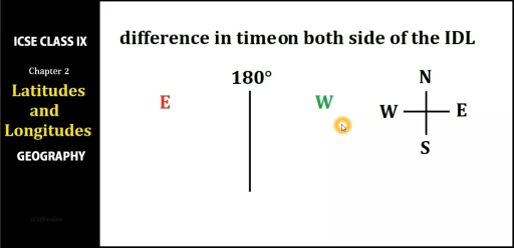 ICSE CLASS IX
Chapter 2
Latitudes
and
Longitudes
GEOGRAPHY
difference in timeon both side of the IDL
180°
E
W
N
W
E
S